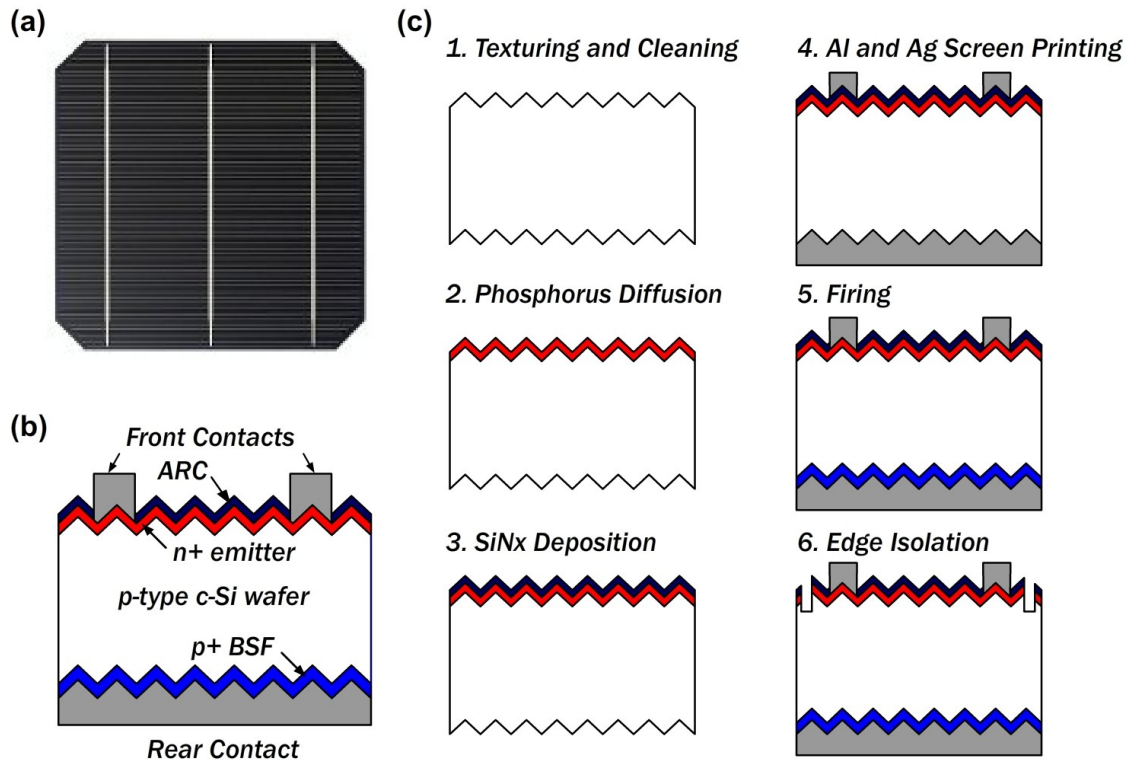 (a)
(b)
Front Contacts
ARC
n+ emitter
p-type c-Si wafer
p+ BSF
Rear Contact
(c)
1. Texturing and Cleaning
2. Phosphorus Diffusion
3. SiNx Deposition
4. Al and Ag Screen Printing
5. Firing
6. Edge Isolation